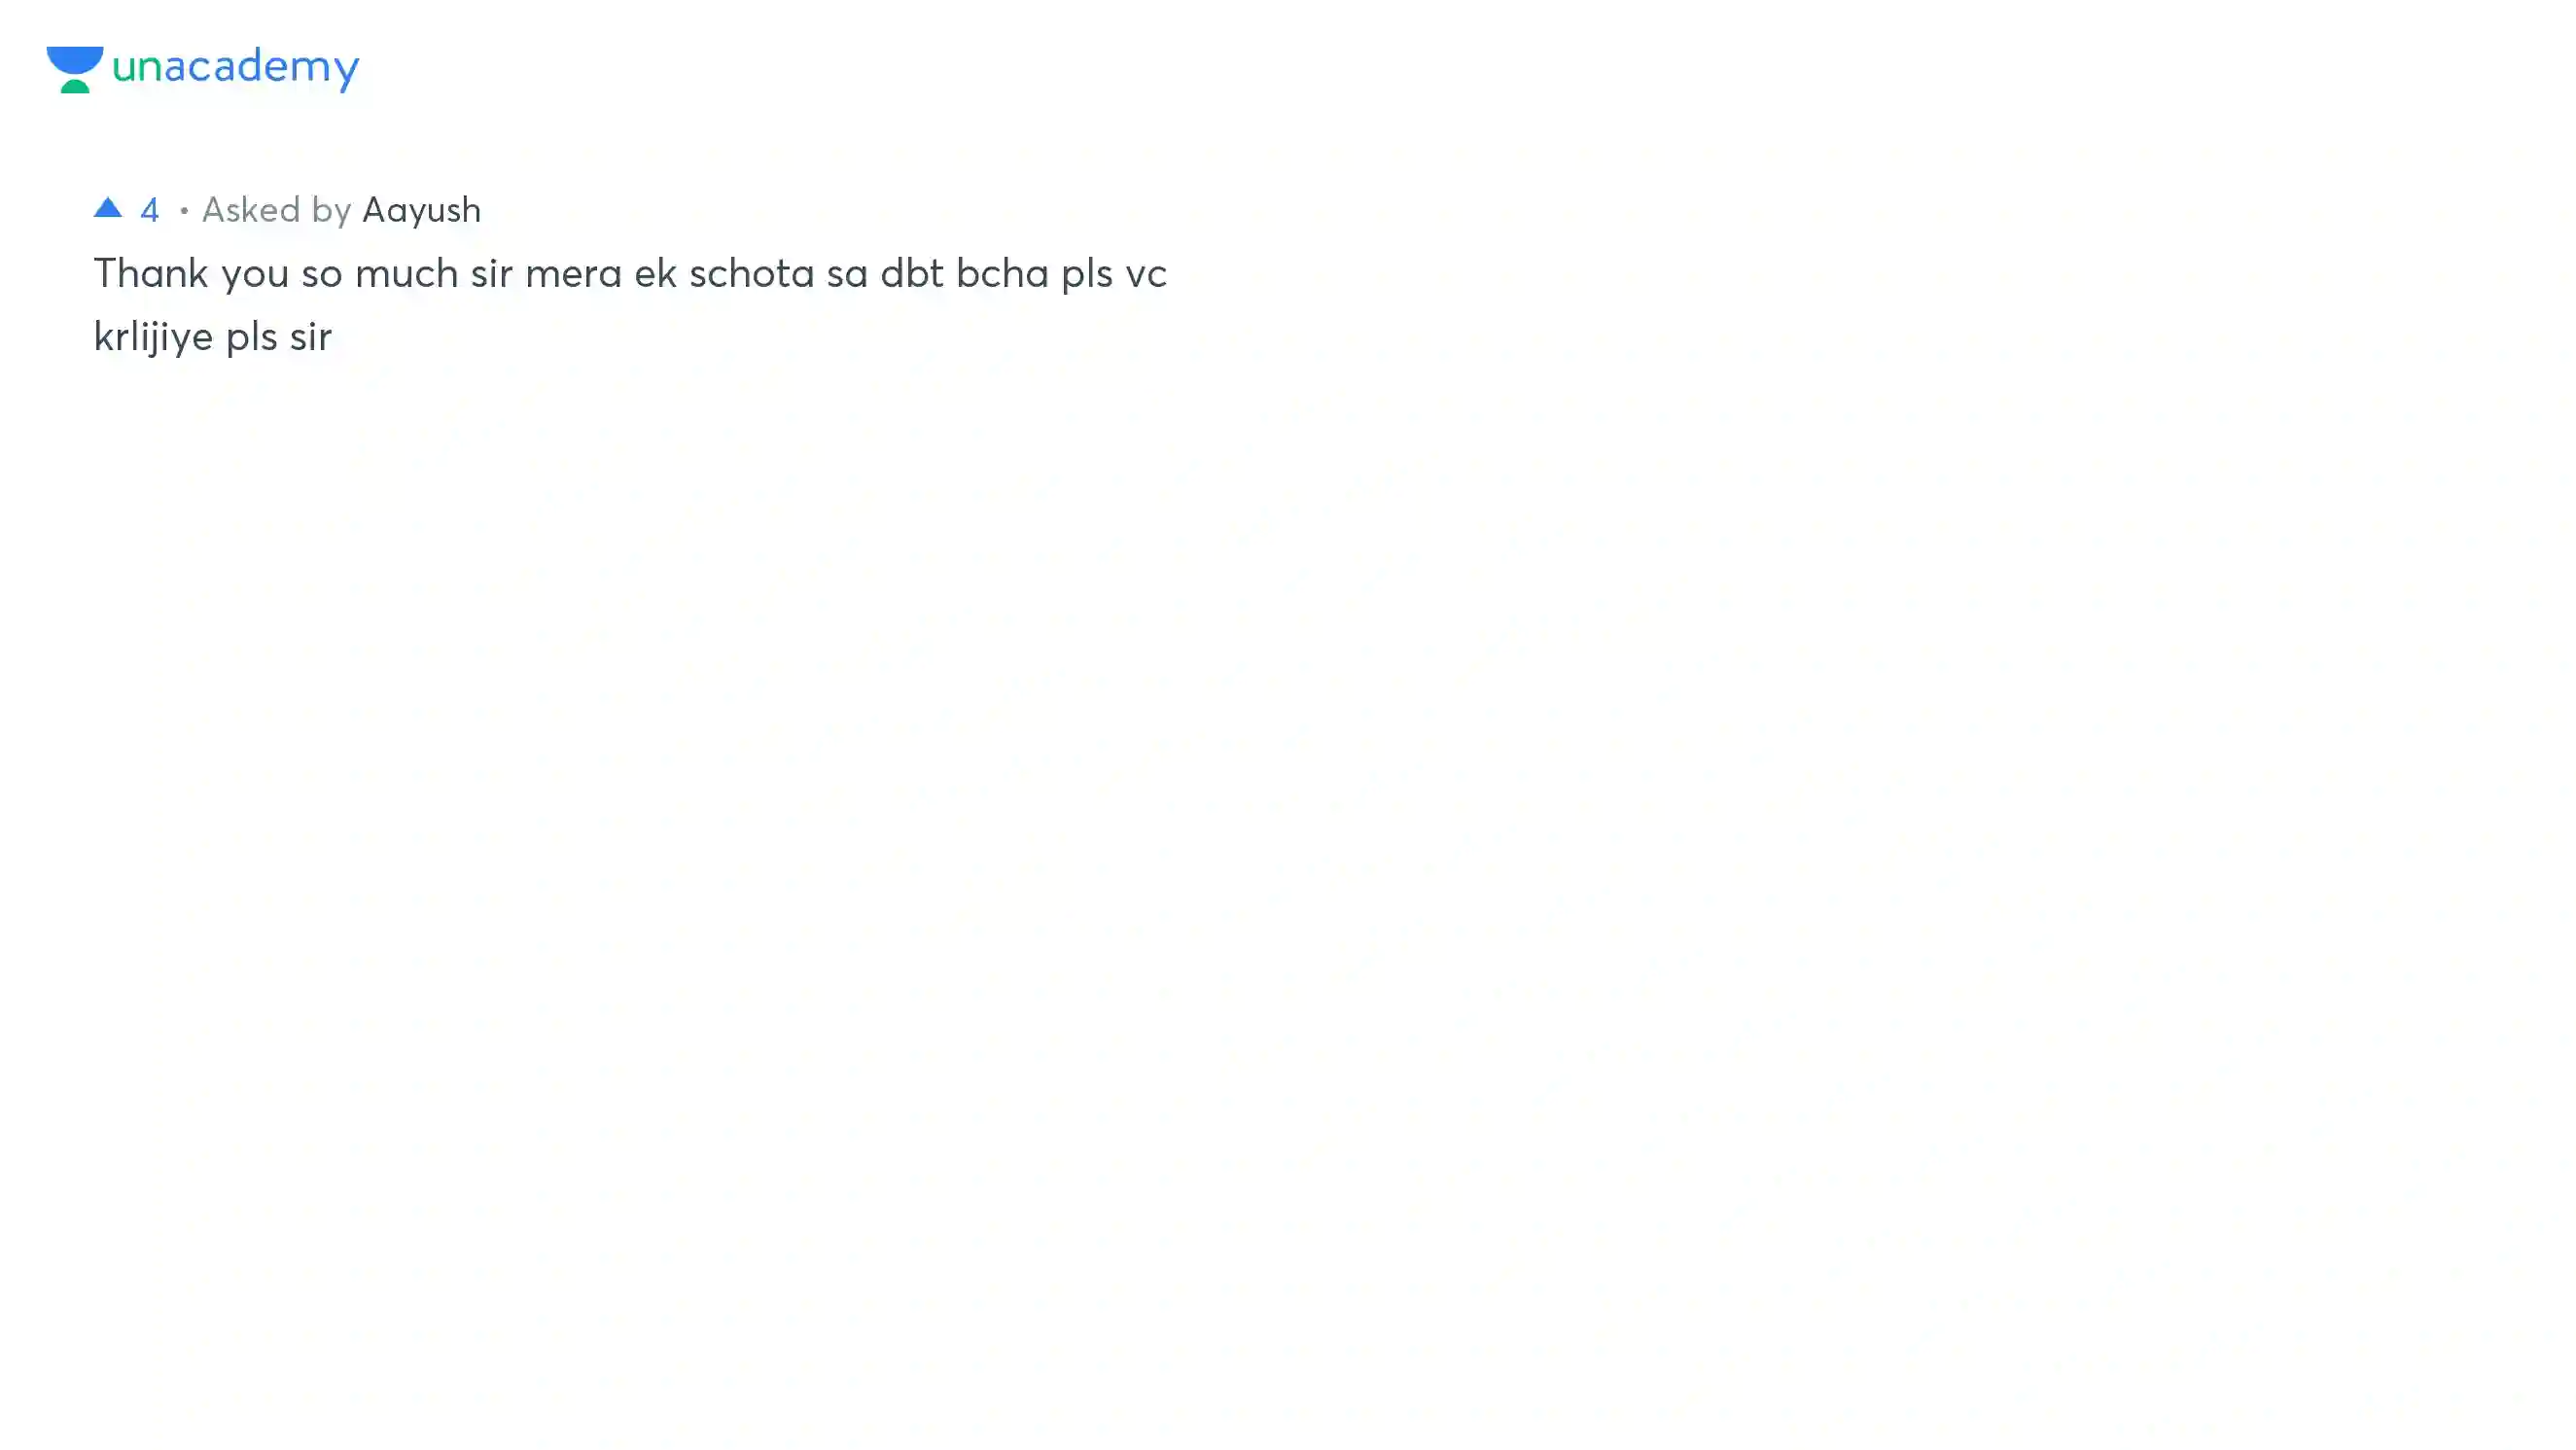 unacademy
▲ 4 • Asked by Aayush
Thank you so much sir mera ek schota sa dbt bcha pls vc
krlijiye pls sir